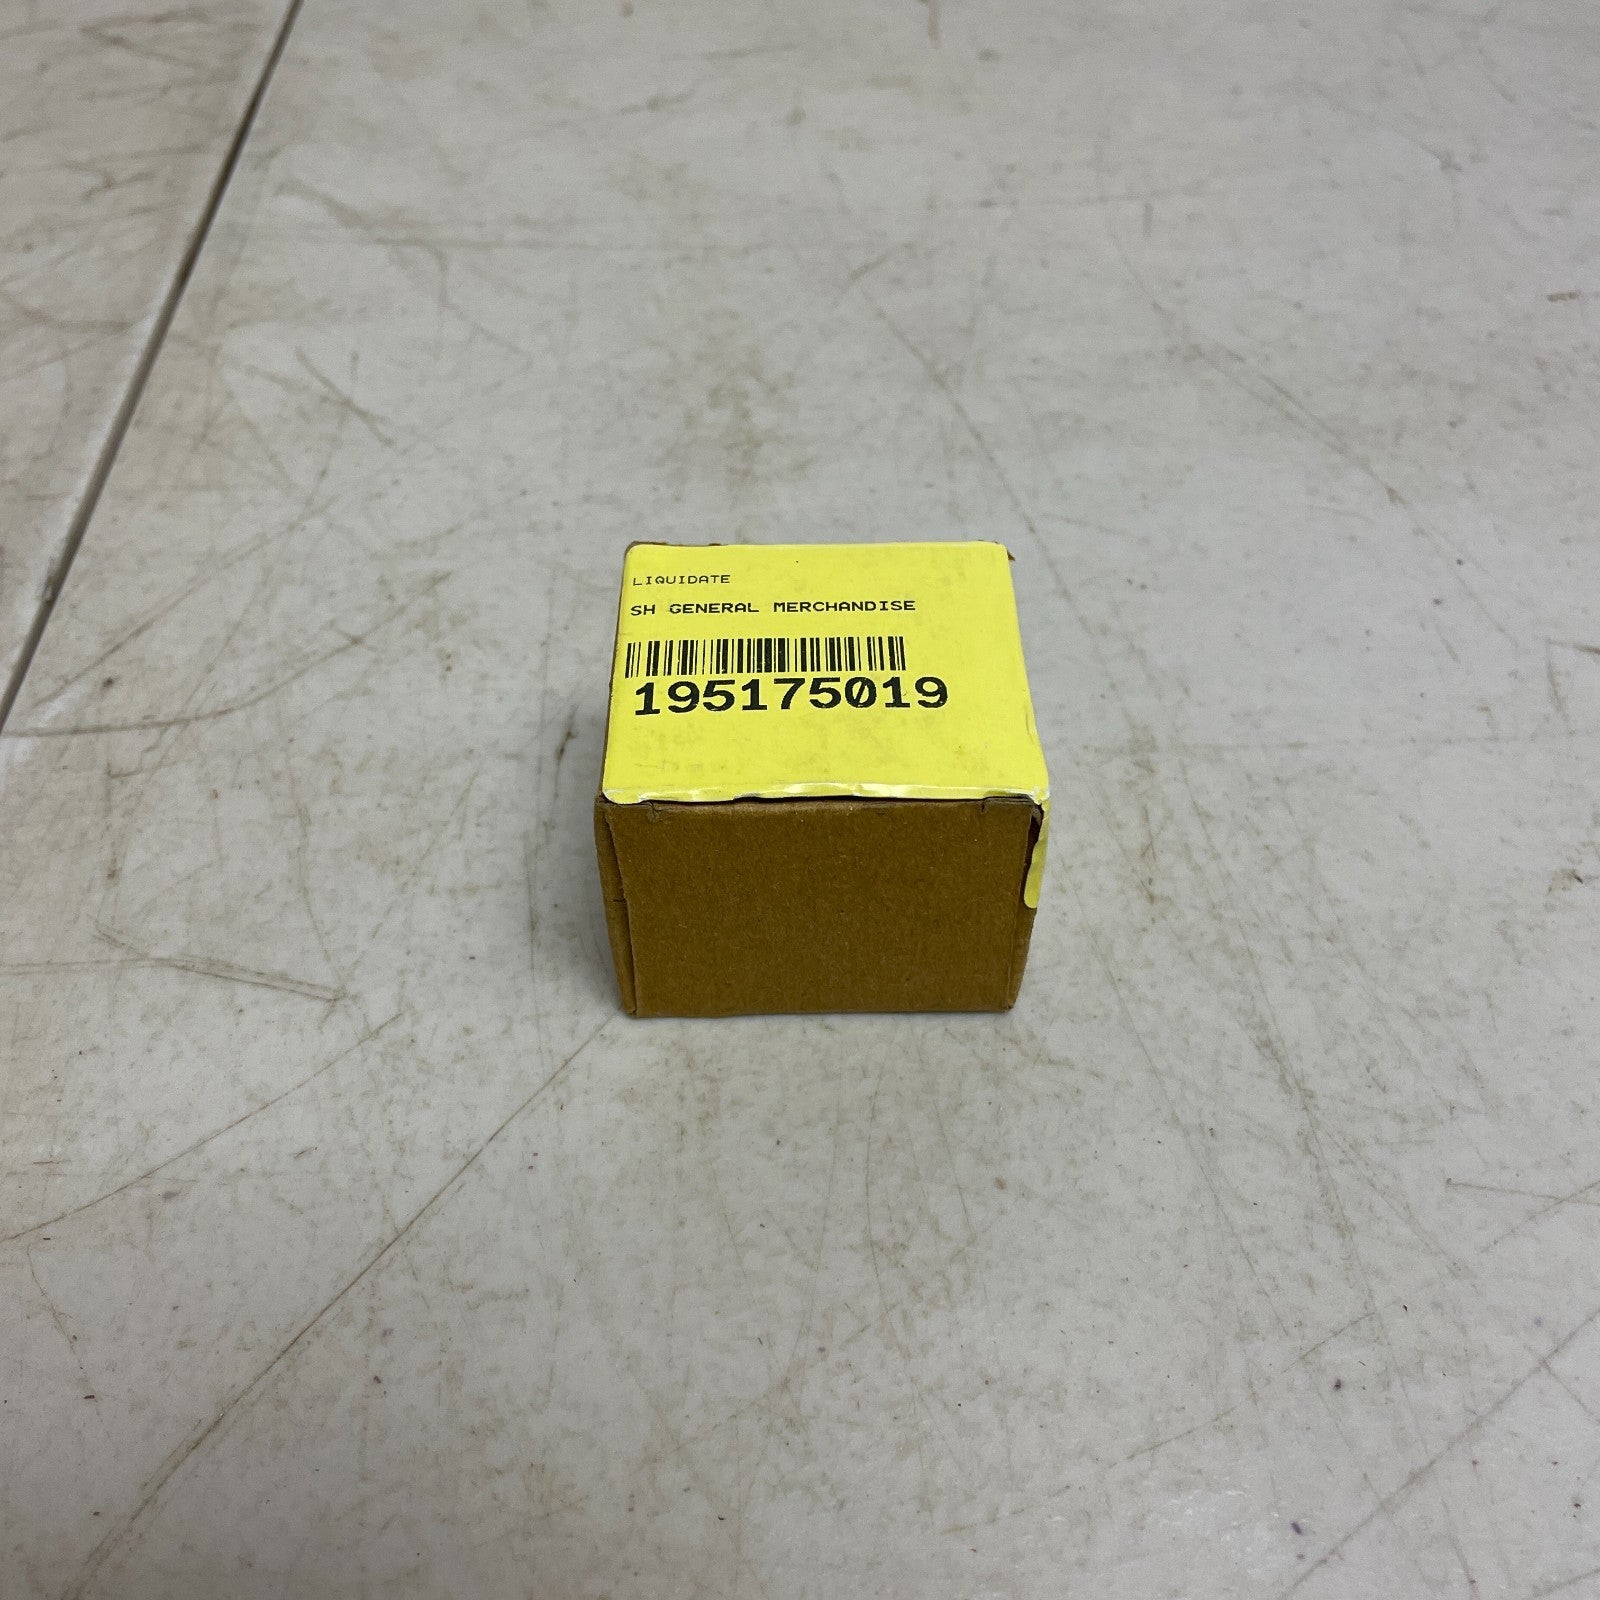 LIQUIDATE
SH GENERAL MERCHANDISE
195175019